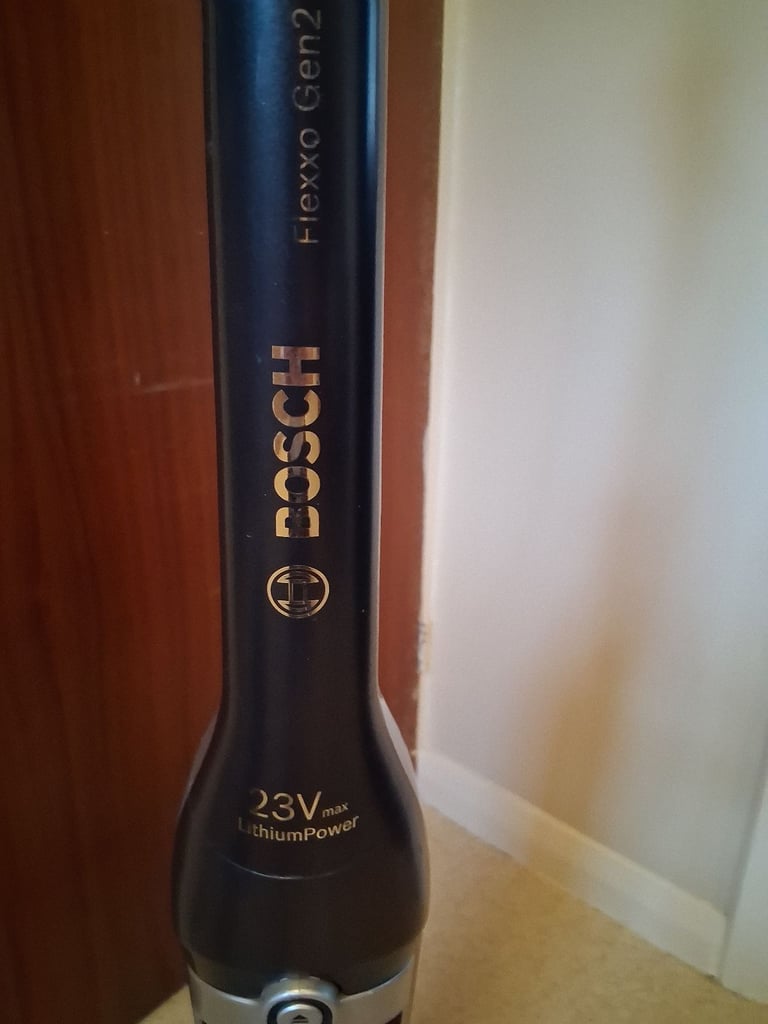 Flexxo Gen2
BOSCH
23Vmax
LithiumPower